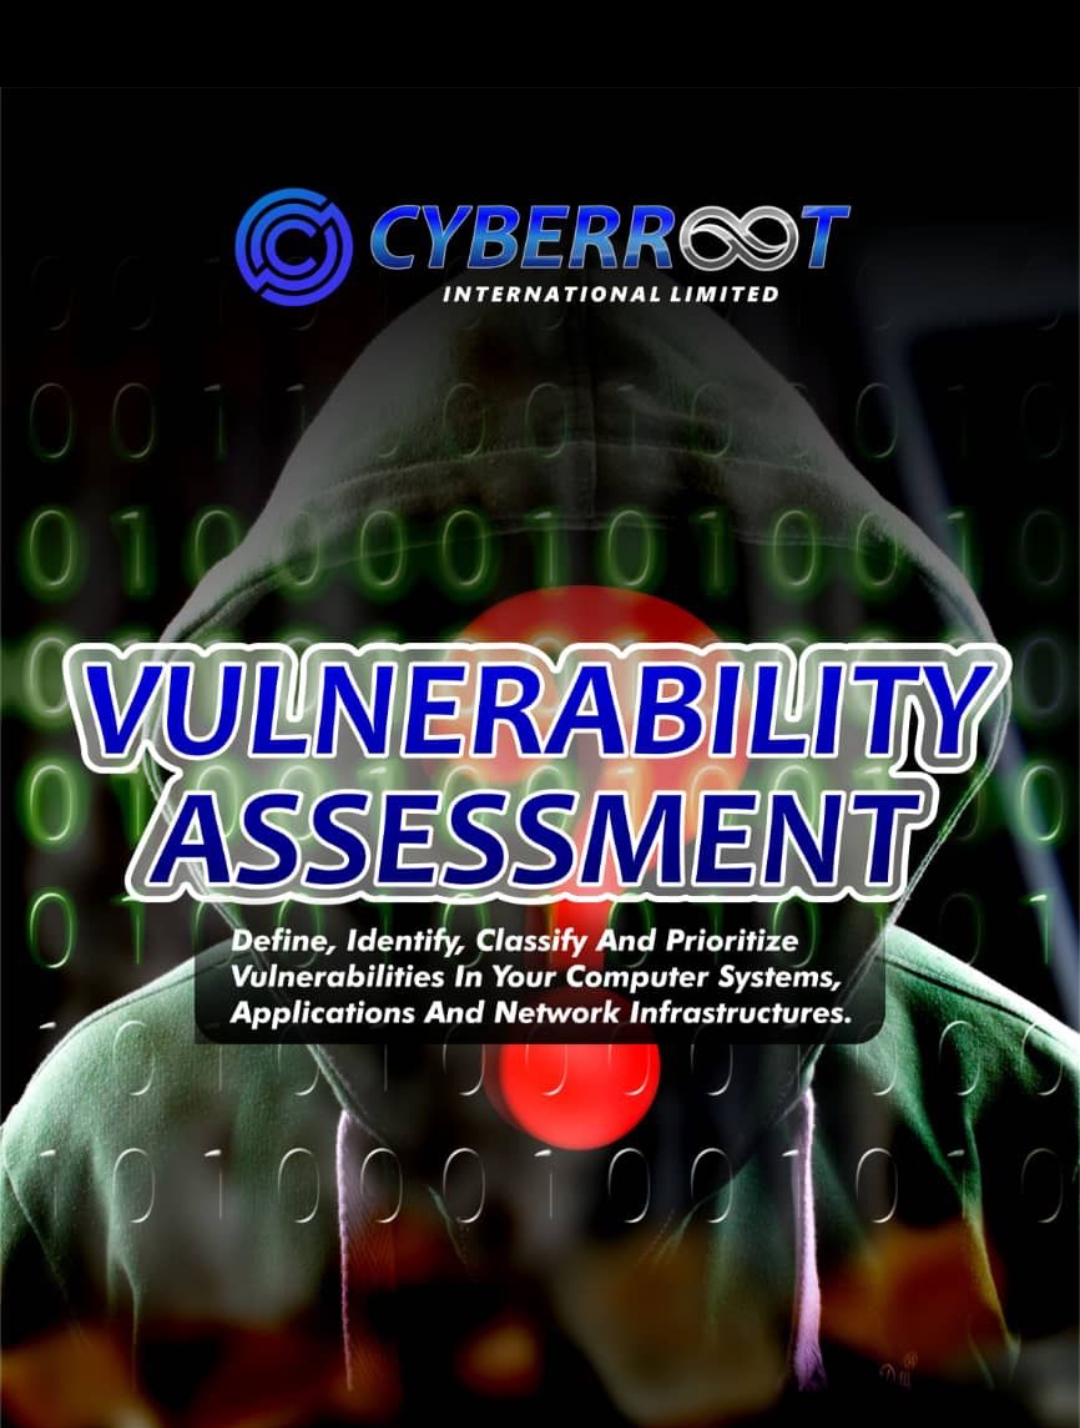 CYBERROOT
INTERNATIONAL LIMITED
VULNERABILITY
ASSESSMENT
Define, Identify, Classify And Prioritize
Vulnerabilities In Your Computer Systems,
Applications And Network Infrastructures.